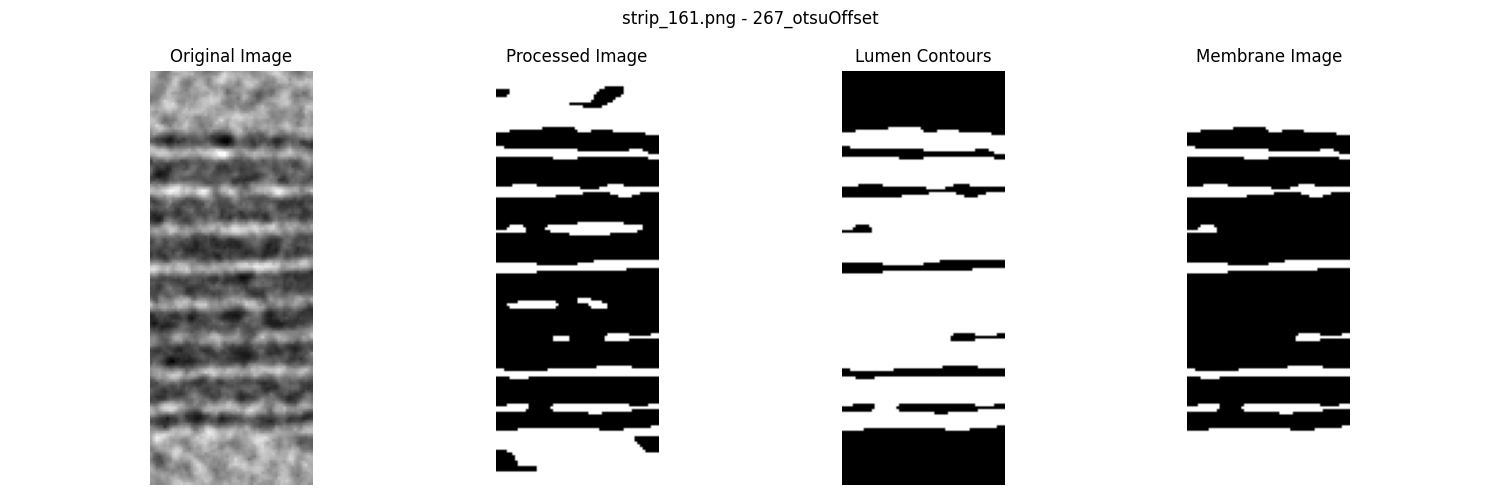 strip_161.png - 267_otsuOffset
Original Image
Processed Image
Lumen Contours
Membrane Image